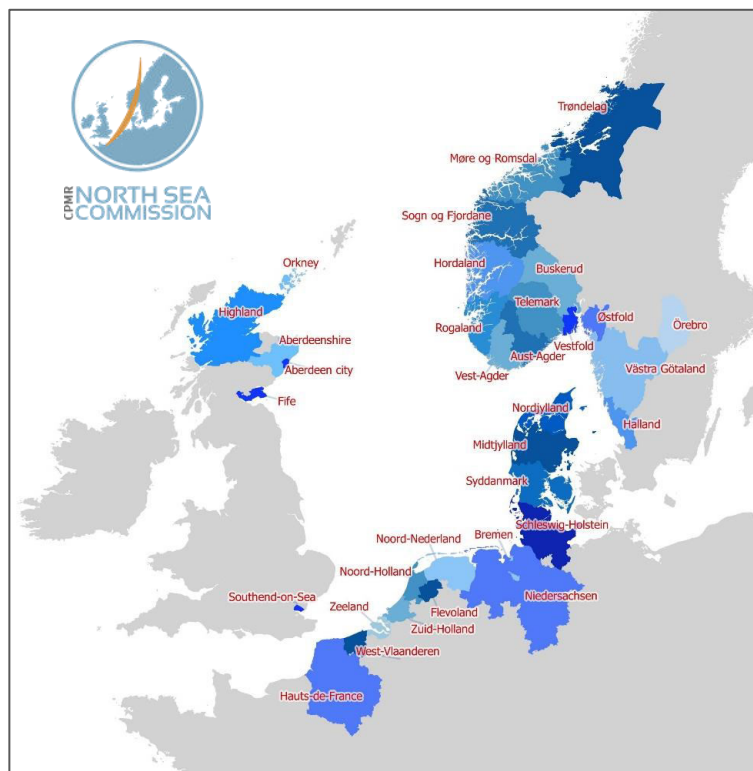 CPMR
NORTH SEA
COMMISSION
Trøndelag
Møre og Romsdal
Sogn og Fjordane
Orkney
Hordaland
Buskerud
Highland
Telemark
Østfold
Örebro
Rogaland
Vestfold
Aberdeenshire
Aust-Agder
Aberdeen city
Västra Götaland
Vest-Agder
Fife
Nordjylland
Halland
Midtjylland
Syddanmark
Schleswig-Holstein
Bremen
Noord-Nederland
Noord-Holland
Southend-on-Sea
Niedersachsen
Zeeland
Flevoland
Zuid-Holland
West-Vlaanderen
Hauts-de-France